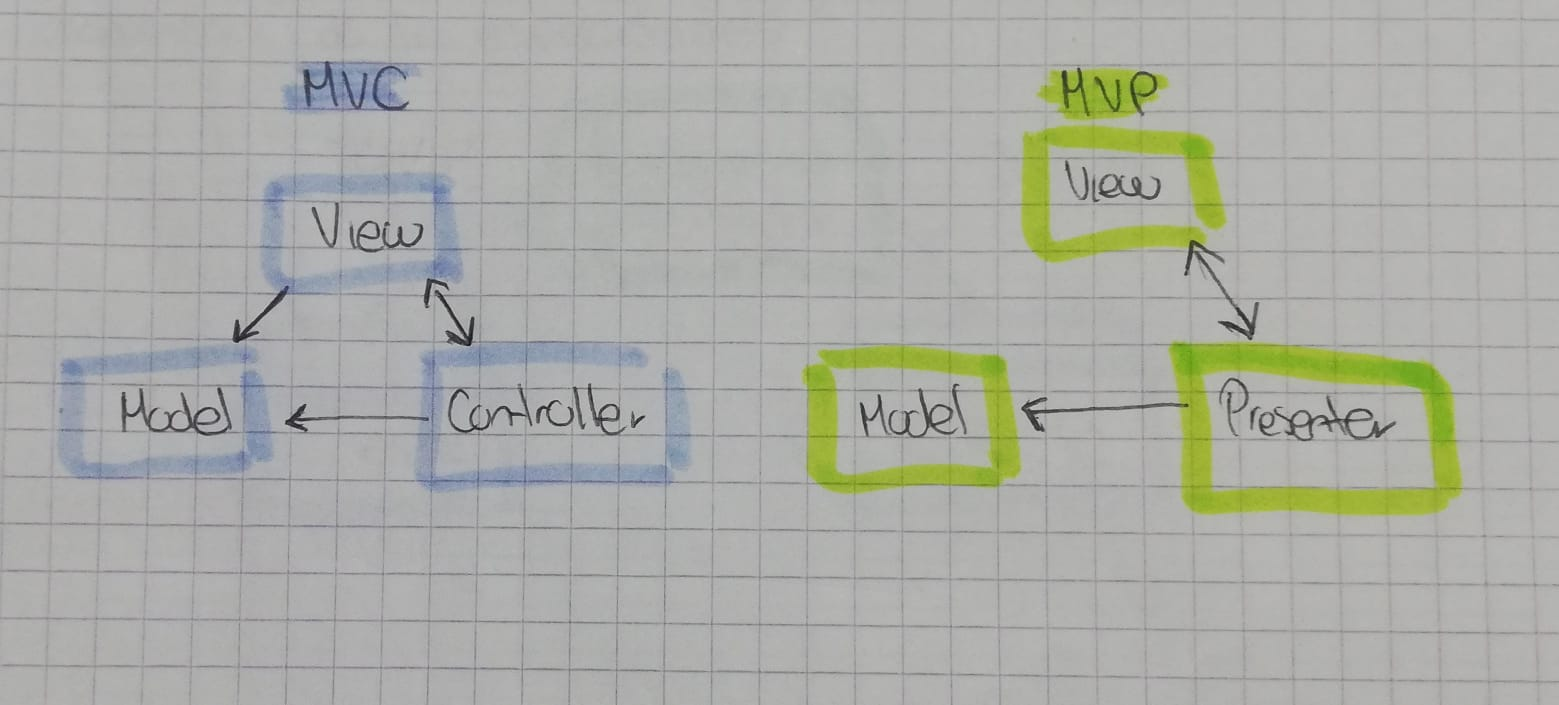 MVC
View
Model
Controller
MVP
View
Model
Presenter